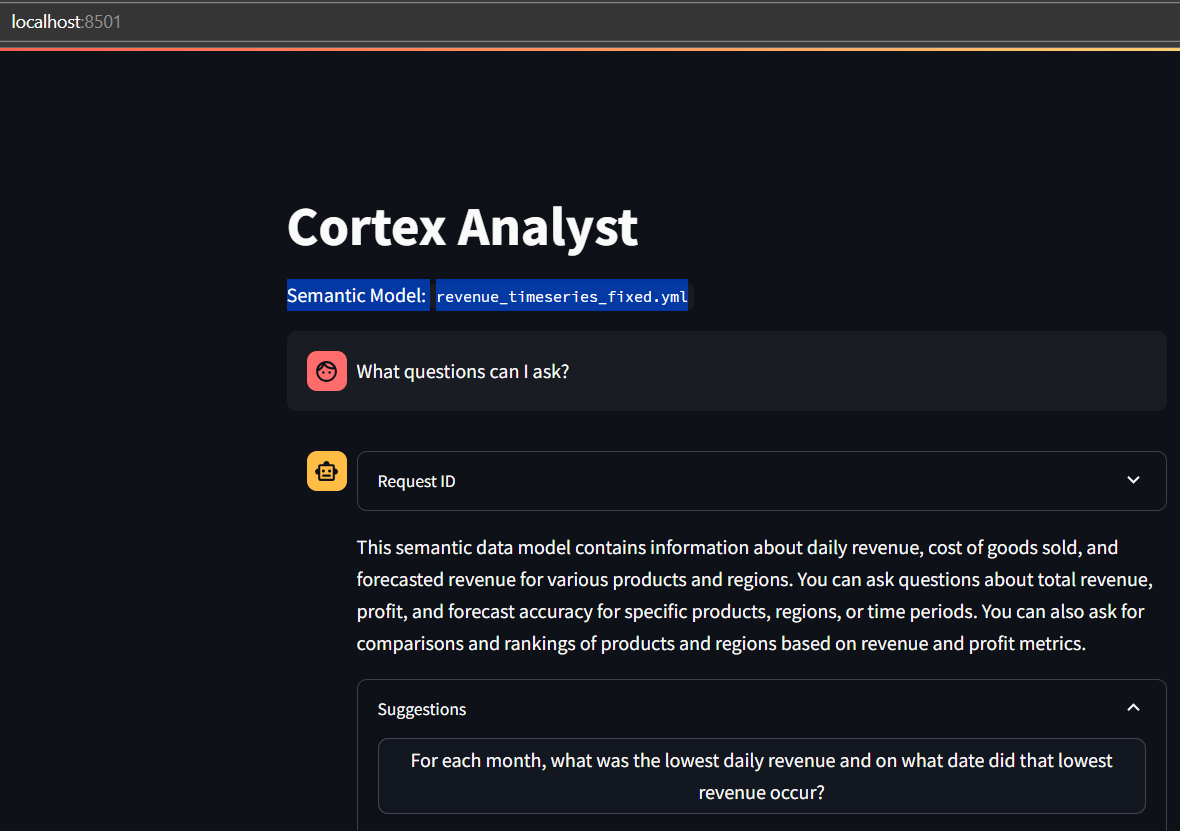 localhost:8501
Cortex Analyst
Semantic Model: revenue_timeseries_fixed.yml
What questions can I ask?
Request ID
This semantic data model contains information about daily revenue, cost of goods sold, and
forecasted revenue for various products and regions. You can ask questions about total revenue,
profit, and forecast accuracy for specific products, regions, or time periods. You can also ask for
comparisons and rankings of products and regions based on revenue and profit metrics.
Suggestions
For each month, what was the lowest daily revenue and on what date did that lowest
revenue occur?